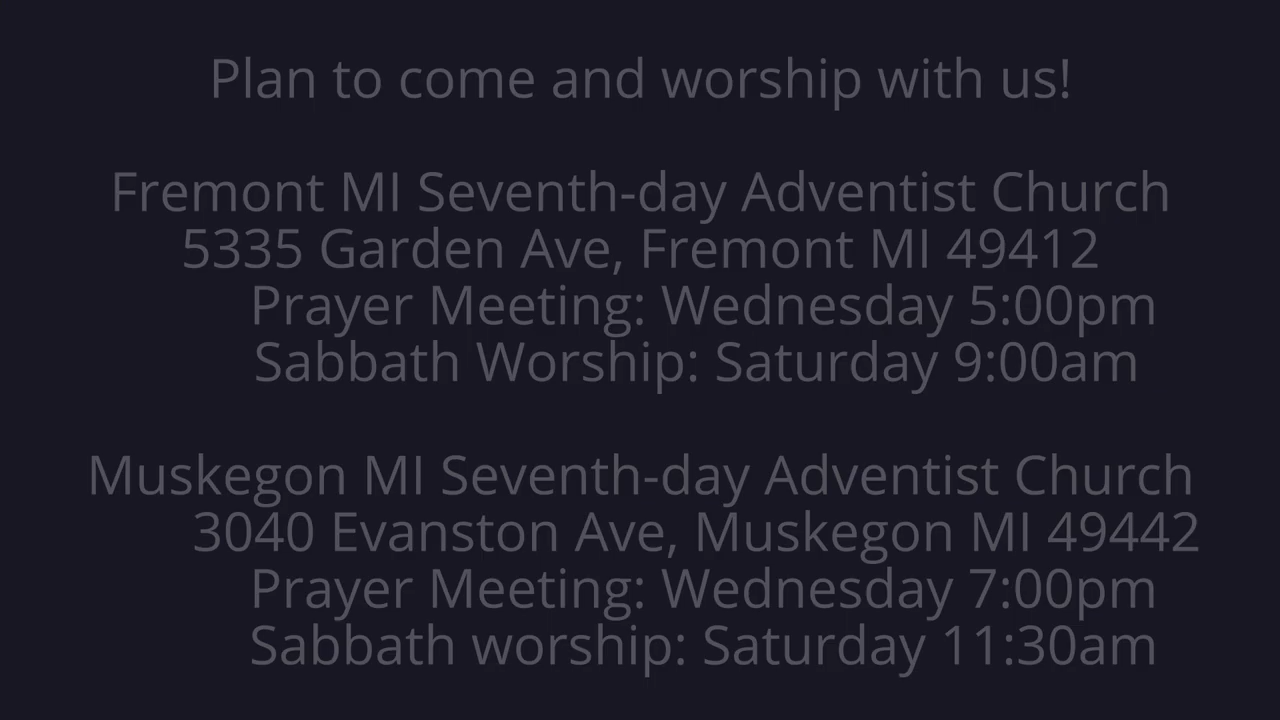 Plan to come and worship with us!
Fremont MI Seventh-day Adventist Church
5335 Garden Ave, Fremont MI 49412
Prayer Meeting: Wednesday 5:00pm
Sabbath Worship: Saturday 9:00am
Muskegon MI Seventh-day Adventist Church
3040 Evanston Ave, Muskegon MI 49442
Prayer Meeting: Wednesday 7:00pm
Sabbath worship: Saturday 11:30am